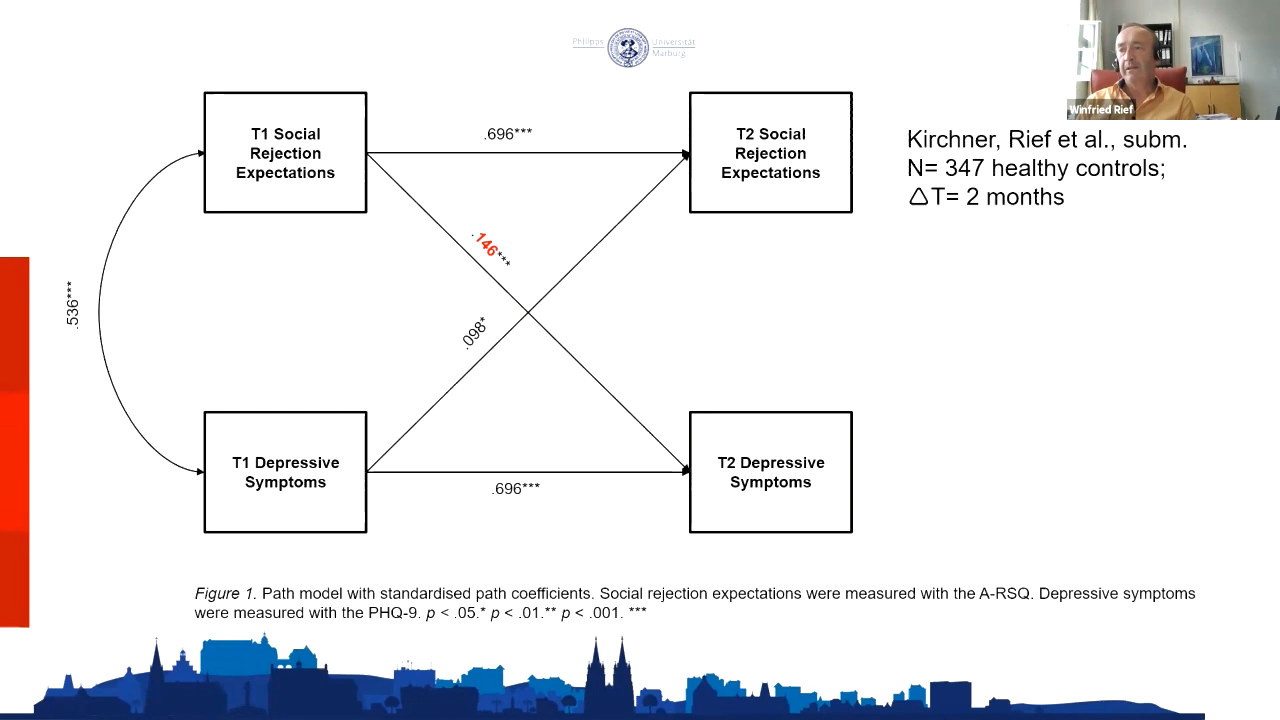 Philipps Universität
Marburg
Winfried Rief
T1 Social
Rejection
Expectations
.696***
T2 Social
Rejection
Expectations
Kirchner, Rief et al., subm.
N= 347 healthy controls;
△T= 2 months
.146***
.536***
.098*
T1 Depressive
Symptoms
.696***
T2 Depressive
Symptoms
Figure 1. Path model with standardised path coefficients. Social rejection expectations were measured with the A-RSQ. Depressive symptoms
were measured with the PHQ-9. p < .05.* p < .01.** p < .001. ***